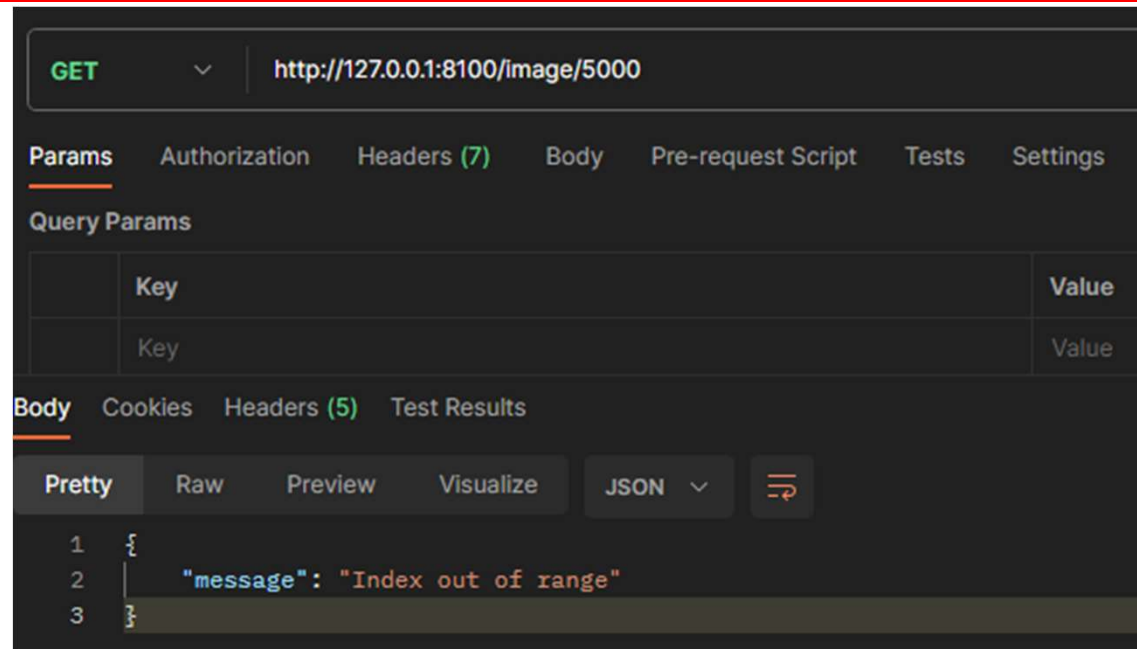 GET http://127.0.0.1:8100/image/5000
Params Authorization Headers (7) Body Pre-request Script Tests Settings
Query Params
Key Value
Key Value
Body Cookies Headers (5) Test Results
Pretty Raw Preview Visualize JSON
1 {
2 "message": "Index out of range"
3 }